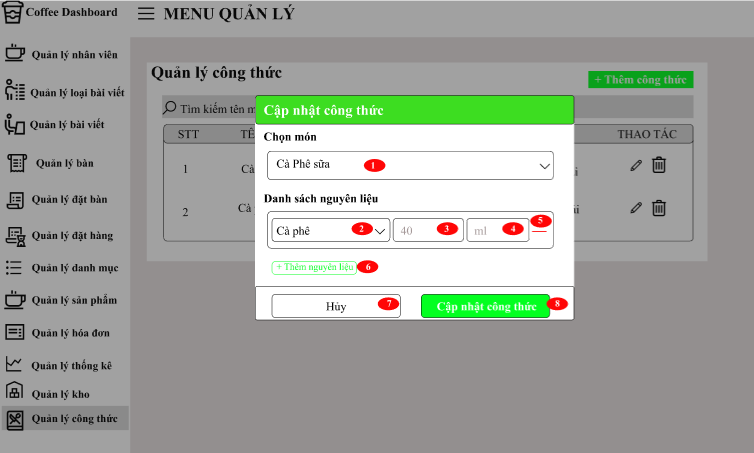 Coffee Dashboard
MENU QUẢN LÝ
Quản lý nhân viên
Quản lý loại bài viết
Quản lý bài viết
Quản lý bàn
Quản lý đặt bàn
Quản lý đặt hàng
Quản lý danh mục
Quản lý sản phẩm
Quản lý hóa đơn
Quản lý thống kê
Quản lý kho
Quản lý công thức
Quản lý công thức
+ Thêm công thức
Tìm kiếm tên m
STT TÊ THAO TÁC
1 Cà
2 Cà
Cập nhật công thức
Chọn món
Cà Phê sữa 1
Danh sách nguyên liệu
Cà phê 2 40 3 ml 4 5
+ Thêm nguyên liệu 6
Hủy 7
Cập nhật công thức 8